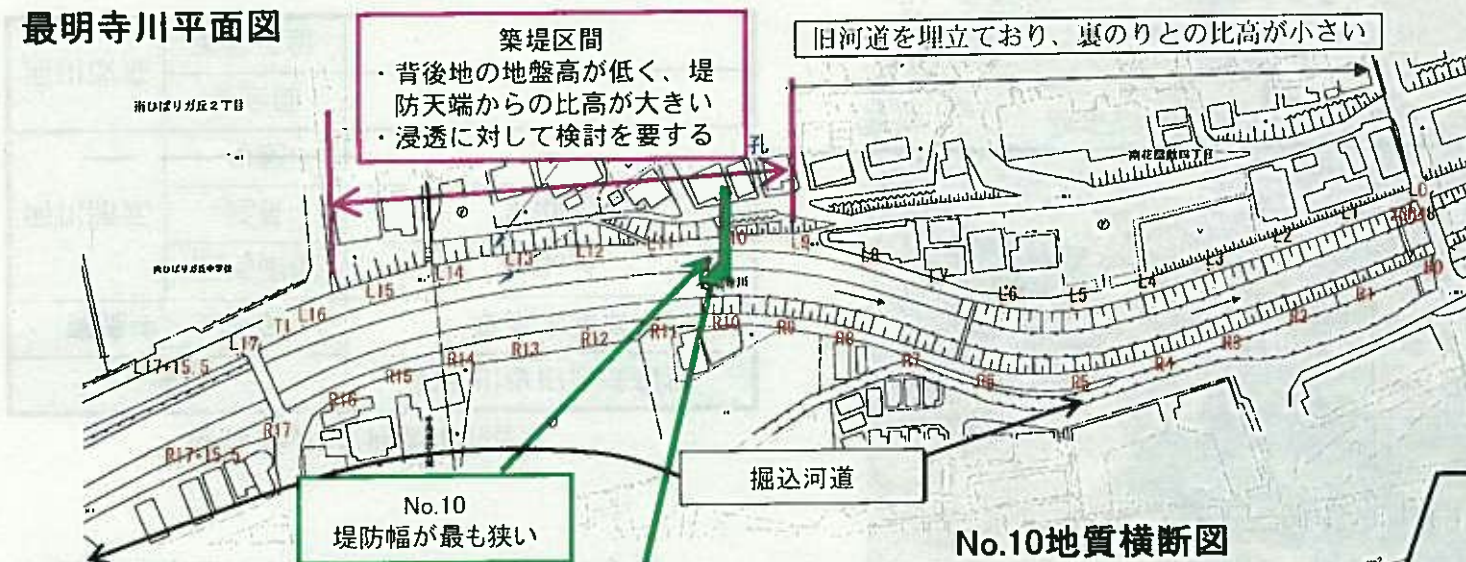 最明寺川平面図
築堤区間
・背後地の地盤高が低く、堤
防天端からの比高が大きい
・浸透に対して検討を要する
旧河道を埋立ており、裏のりとの比高が小さい
南ひばりガ丘2丁目
孔
南ひばりガ丘中学校
南花屋敷四丁目
L17+15.5
L17
T1
L16
L15
L14
L13
L12
L11
L9
L8
L6
L5
L4
L3
L2
L1
L0
R17+15.5
R17
R16
R15
R14
R13
R12
R11
R10
R9
R8
R7
R6
R5
R4
R3
R2
R1
R0
掘込河道
No.10
堤防幅が最も狭い
No.10地質横断図